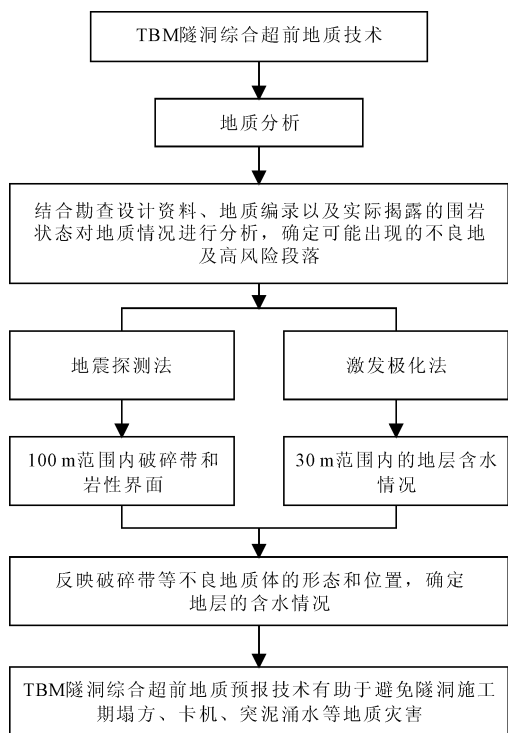 TBM隧洞综合超前地质技术
地质分析
结合勘查设计资料、地质编录以及实际揭露的围岩
状态对地质情况进行分析，确定可能出现的不良地
及高风险段落
地震探测法
激发极化法
100 m范围内破碎带和
岩性界面
30 m范围内的地层含水
情况
反映破碎带等不良地质体的形态和位置，确定
地层的含水情况
TBM隧洞综合超前地质预报技术有助于避免隧洞施工
期塌方、卡机、突泥涌水等地质灾害